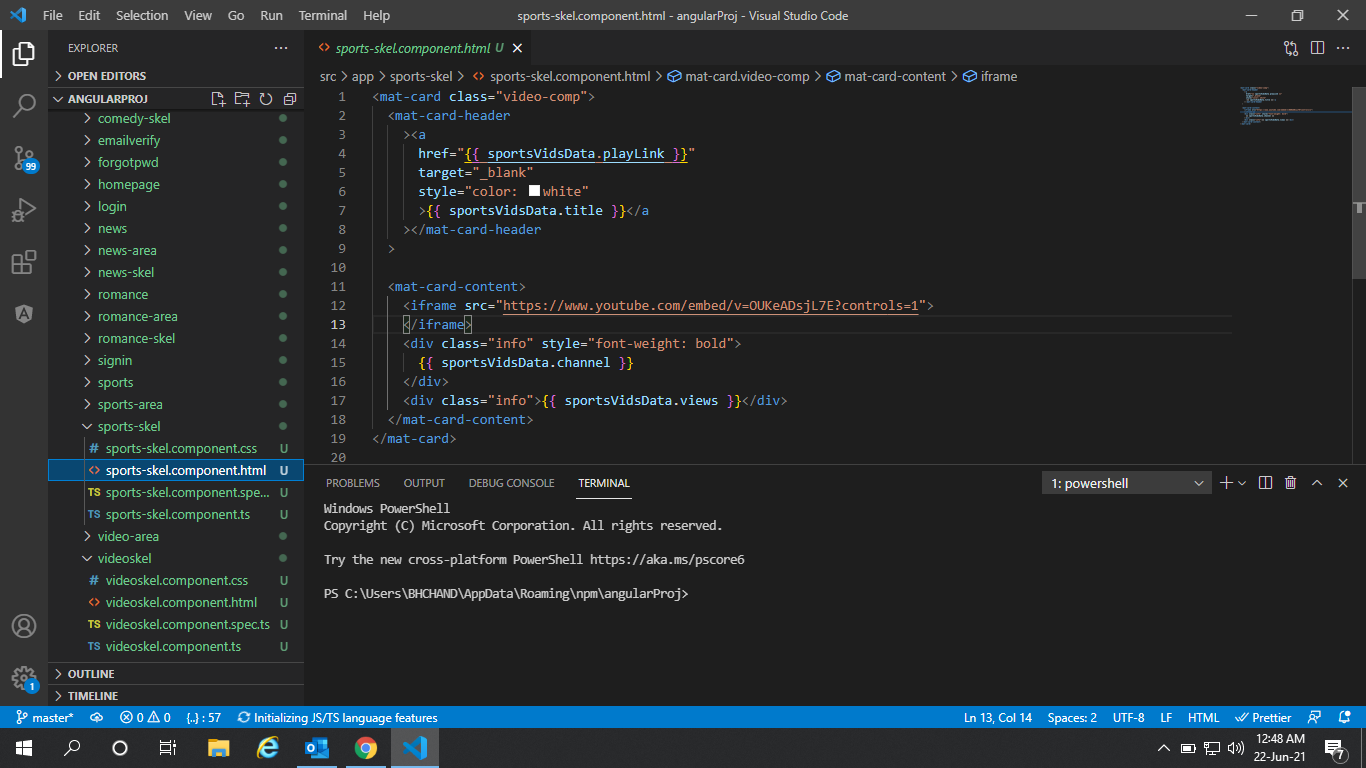 File Edit Selection View Go Run Terminal Help sports-skel.component.html - angularProj - Visual Studio Code
EXPLORER
OPEN EDITORS
ANGULARPROJ
comedy-skel
emailverify
forgotpwd
homepage
login
news
news-area
news-skel
romance
romance-area
romance-skel
signin
sports
sports-area
sports-skel
# sports-skel.component.css U
<> sports-skel.component.html U
TS sports-skel.component.spe... U
TS sports-skel.component.ts U
video-area
videoskel
# videoskel.component.css U
<> videoskel.component.html U
TS videoskel.component.spec.ts U
TS videoskel.component.ts U
OUTLINE
TIMELINE
99
1
<> sports-skel.component.html U
src > app > sports-skel > <> sports-skel.component.html > mat-card.video-comp > mat-card-content > iframe
1 <mat-card class="video-comp">
2 <mat-card-header
3 ><a
4 href="{{ sportsVidsData.playLink }}"
5 target="_blank"
6 style="color: white"
7 >{{ sportsVidsData.title }}</a
8 ></mat-card-header
9 >
10
11 <mat-card-content>
12 <iframe src="https://www.youtube.com/embed/v=OUKeADsjL7E?controls=1">
13 </iframe>
14 <div class="info" style="font-weight: bold">
15 {{ sportsVidsData.channel }}
16 </div>
17 <div class="info">{{ sportsVidsData.views }}</div>
18 </mat-card-content>
19 </mat-card>
20
PROBLEMS OUTPUT DEBUG CONSOLE TERMINAL 1: powershell
Windows PowerShell
Copyright (C) Microsoft Corporation. All rights reserved.
Try the new cross-platform PowerShell https://aka.ms/pscore6
PS C:\Users\BHCHAND\AppData\Roaming\npm\angularProj>
master* 0 0 {..} : 57 Initializing JS/TS language features Ln 13, Col 14 Spaces: 2 UTF-8 LF HTML Prettier
12:48 AM
22-Jun-21
7